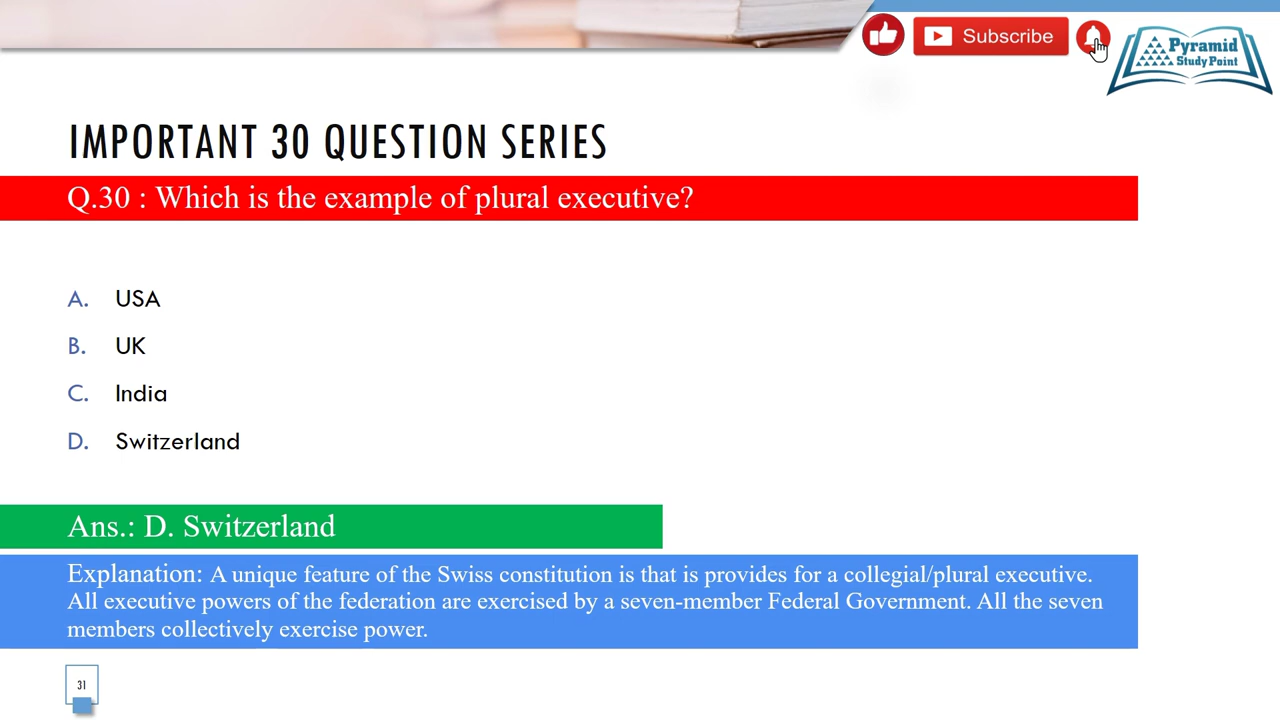 Subscribe
Pyramid
Study Point
IMPORTANT 30 QUESTION SERIES
Q.30 : Which is the example of plural executive?
A. USA
B. UK
C. India
D. Switzerland
Ans.: D. Switzerland
Explanation: A unique feature of the Swiss constitution is that is provides for a collegial/plural executive.
All executive powers of the federation are exercised by a seven-member Federal Government. All the seven
members collectively exercise power.
31